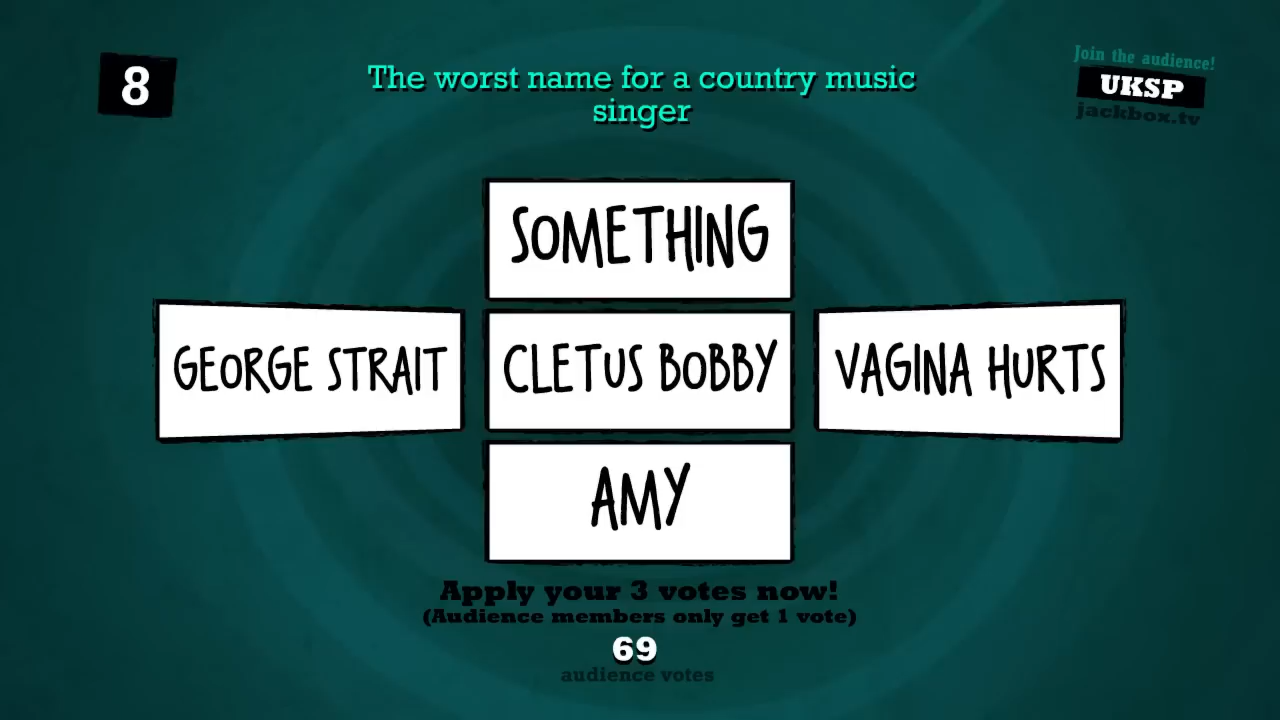 8
The worst name for a country music
singer
Join the audience!
UKSP
jackbox.tv
SOMETHING
GEORGE STRAIT
CLETUS BOBBY
VAGINA HURTS
AMY
Apply your 3 votes now!
(Audience members only get 1 vote)
69
audience votes